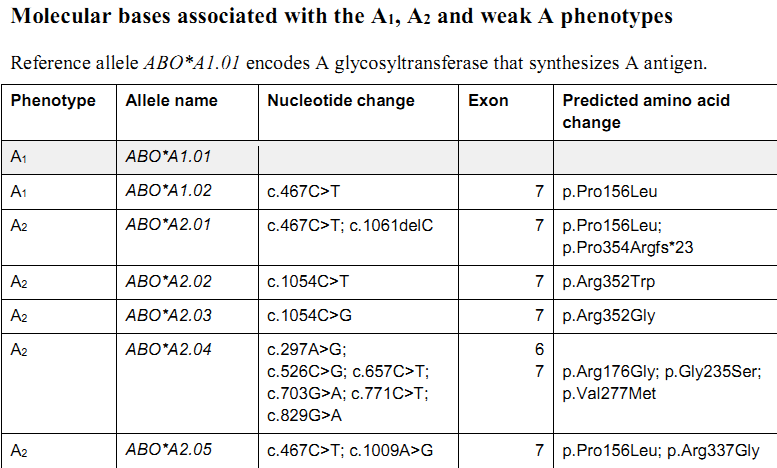 Molecular bases associated with the A1, A2 and weak A phenotypes
Reference allele ABO*A1.01 encodes A glycosyltransferase that synthesizes A antigen.
Phenotype Allele name Nucleotide change Exon Predicted amino acid
change
A1 ABO*A1.01
A1 ABO*A1.02 c.467C>T 7 p.Pro156Leu
A2 ABO*A2.01 c.467C>T; c.1061delC 7 p.Pro156Leu;
p.Pro354Argfs*23
A2 ABO*A2.02 c.1054C>T 7 p.Arg352Trp
A2 ABO*A2.03 c.1054C>G 7 p.Arg352Gly
A2 ABO*A2.04 c.297A>G; 6
c.526C>G; c.657C>T; 7 p.Arg176Gly; p.Gly235Ser;
c.703G>A; c.771C>T; p.Val277Met
c.829G>A
A2 ABO*A2.05 c.467C>T; c.1009A>G 7 p.Pro156Leu; p.Arg337Gly